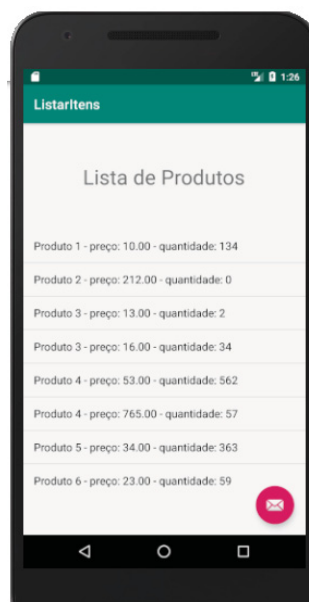 1:26
ListarItens
Lista de Produtos
Produto 1 - preço: 10.00 - quantidade: 134
Produto 2 - preço: 212.00 - quantidade: 0
Produto 3 - preço: 13.00 - quantidade: 2
Produto 3 - preço: 16.00 - quantidade: 34
Produto 4 - preço: 53.00 - quantidade: 562
Produto 4 - preço: 765.00 - quantidade: 57
Produto 5 - preço: 34.00 - quantidade: 363
Produto 6 - preço: 23.00 - quantidade: 59